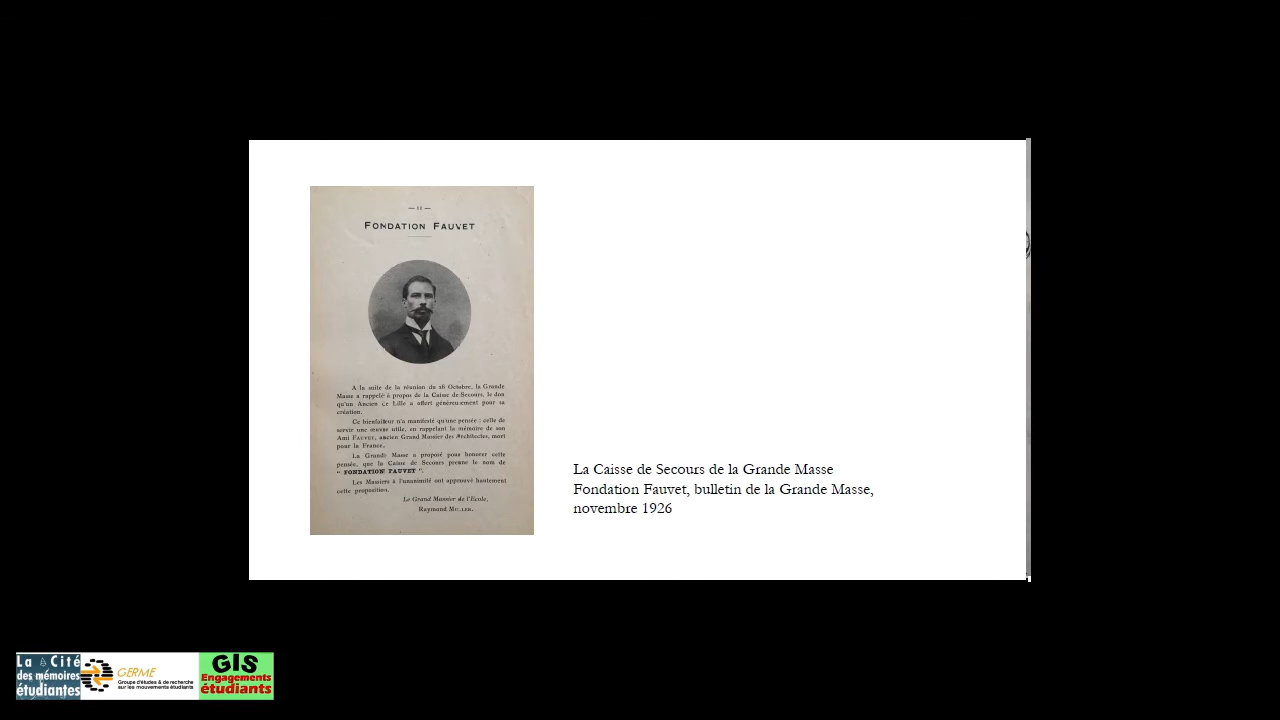 — 11 —
FONDATION FAUVET
A la suite de la réunion du 26 Octobre, la Grande
Masse a rappelé à propos de la Caisse de Secours, le don
qu'un Ancien de Lille a offert généreusement pour sa
création.
Ce bienfaiteur n'a manifesté qu'une pensée : celle de
servir une œuvre utile, en rappelant la mémoire de son
Ami FAUVET, ancien Grand Massier des Architectes, mort
pour la France.
La Grande Masse a proposé pour honorer cette
pensée, que la Caisse de Secours prenne le nom de
“ FONDATION FAUVET ”.
Les Massiers à l'unanimité ont approuvé hautement
cette proposition.
Le Grand Massier de l'Ecole,
Raymond
La Caisse de Secours de la Grande Masse
Fondation Fauvet, bulletin de la Grande Masse,
novembre 1926
La Cité
des mémoires
étudiantes
GERME
Groupe d'études & de recherche
sur les mouvements étudiants
GIS
Engagements
étudiants